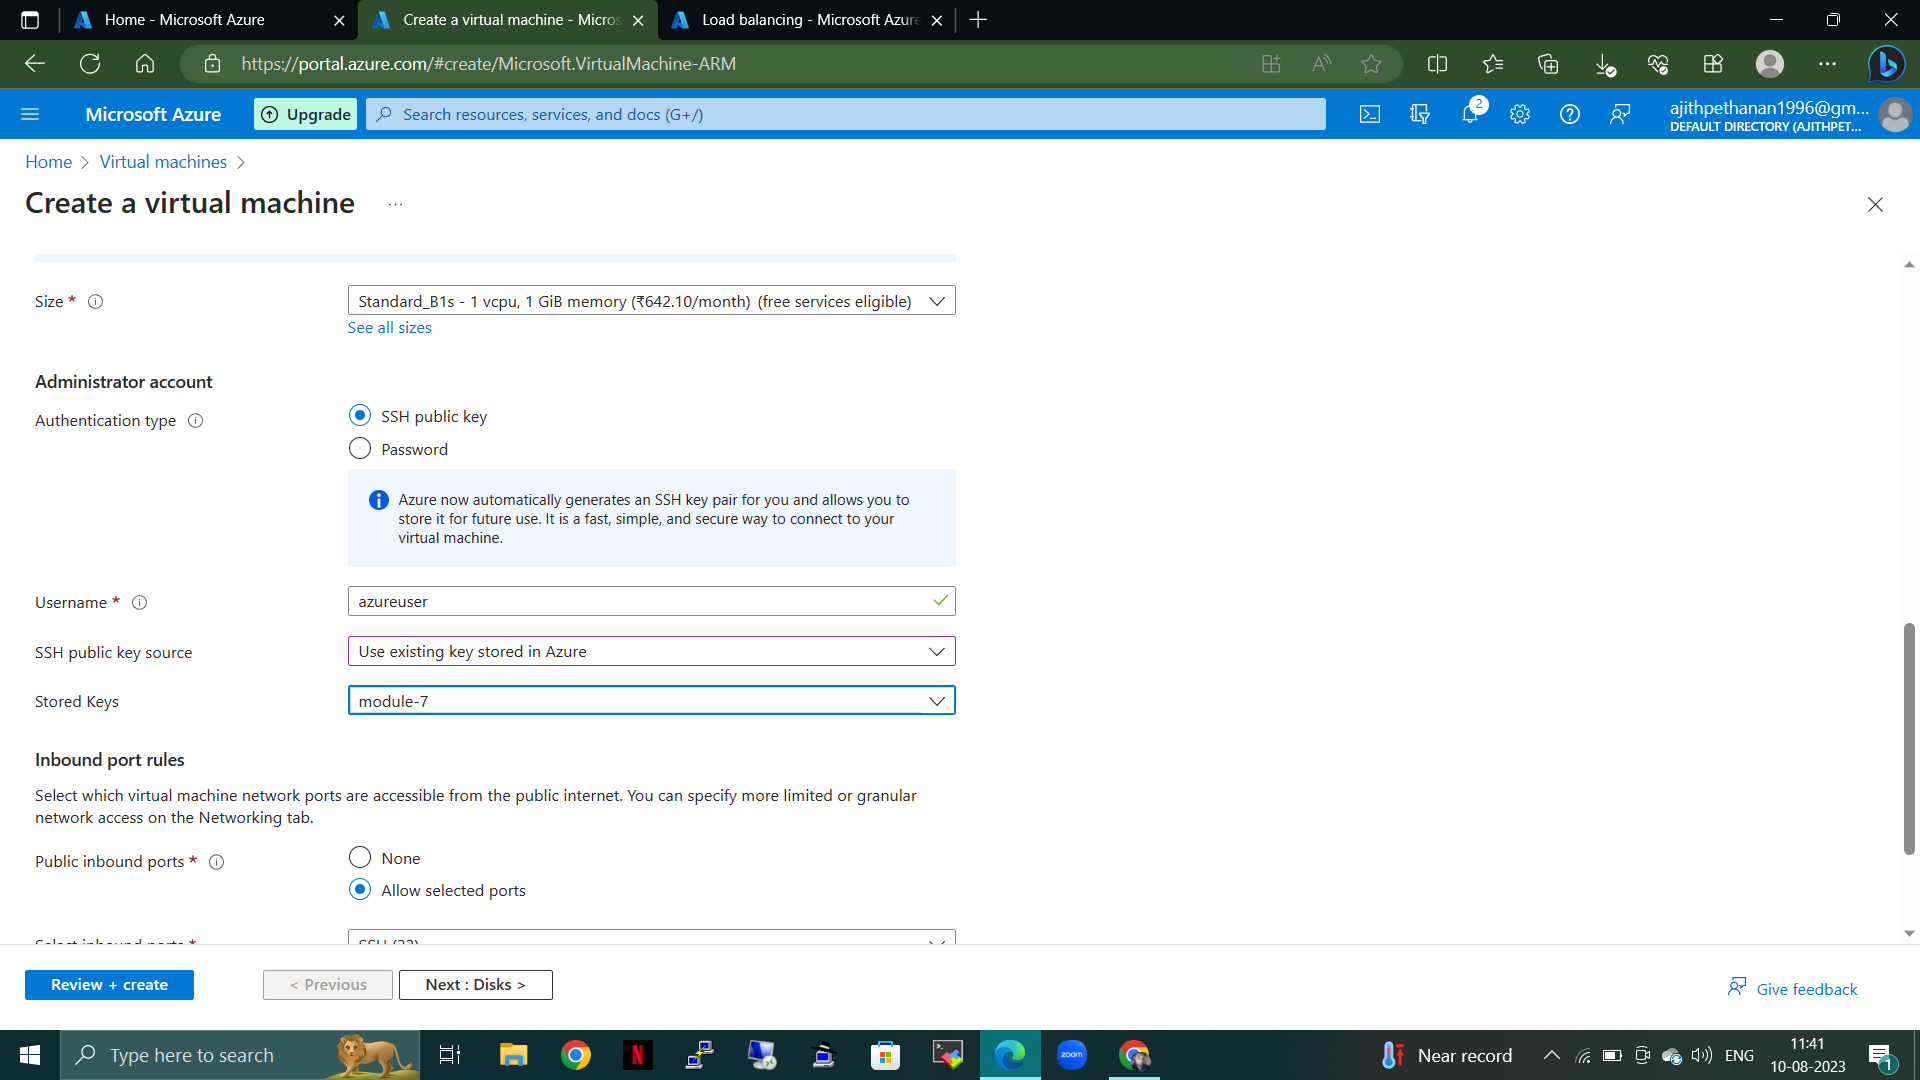 Home - Microsoft Azure
Create a virtual machine - Micros
Load balancing - Microsoft Azure
https://portal.azure.com/#create/Microsoft.VirtualMachine-ARM
Microsoft Azure
Upgrade
Search resources, services, and docs (G+/)
2
ajithpethanan1996@gm...
DEFAULT DIRECTORY (AJITHPET...
Home > Virtual machines >
Create a virtual machine ...
Size *
Standard_B1s - 1 vcpu, 1 GiB memory (₹642.10/month) (free services eligible)
See all sizes
Administrator account
Authentication type
SSH public key
Password
Azure now automatically generates an SSH key pair for you and allows you to
store it for future use. It is a fast, simple, and secure way to connect to your
virtual machine.
Username *
azureuser
SSH public key source
Use existing key stored in Azure
Stored Keys
module-7
Inbound port rules
Select which virtual machine network ports are accessible from the public internet. You can specify more limited or granular
network access on the Networking tab.
Public inbound ports *
None
Allow selected ports
Select inbound ports *
SSH (22)
Review + create
< Previous
Next : Disks >
Give feedback
Type here to search
N
zoom
Near record
ENG
11:41
10-08-2023
1